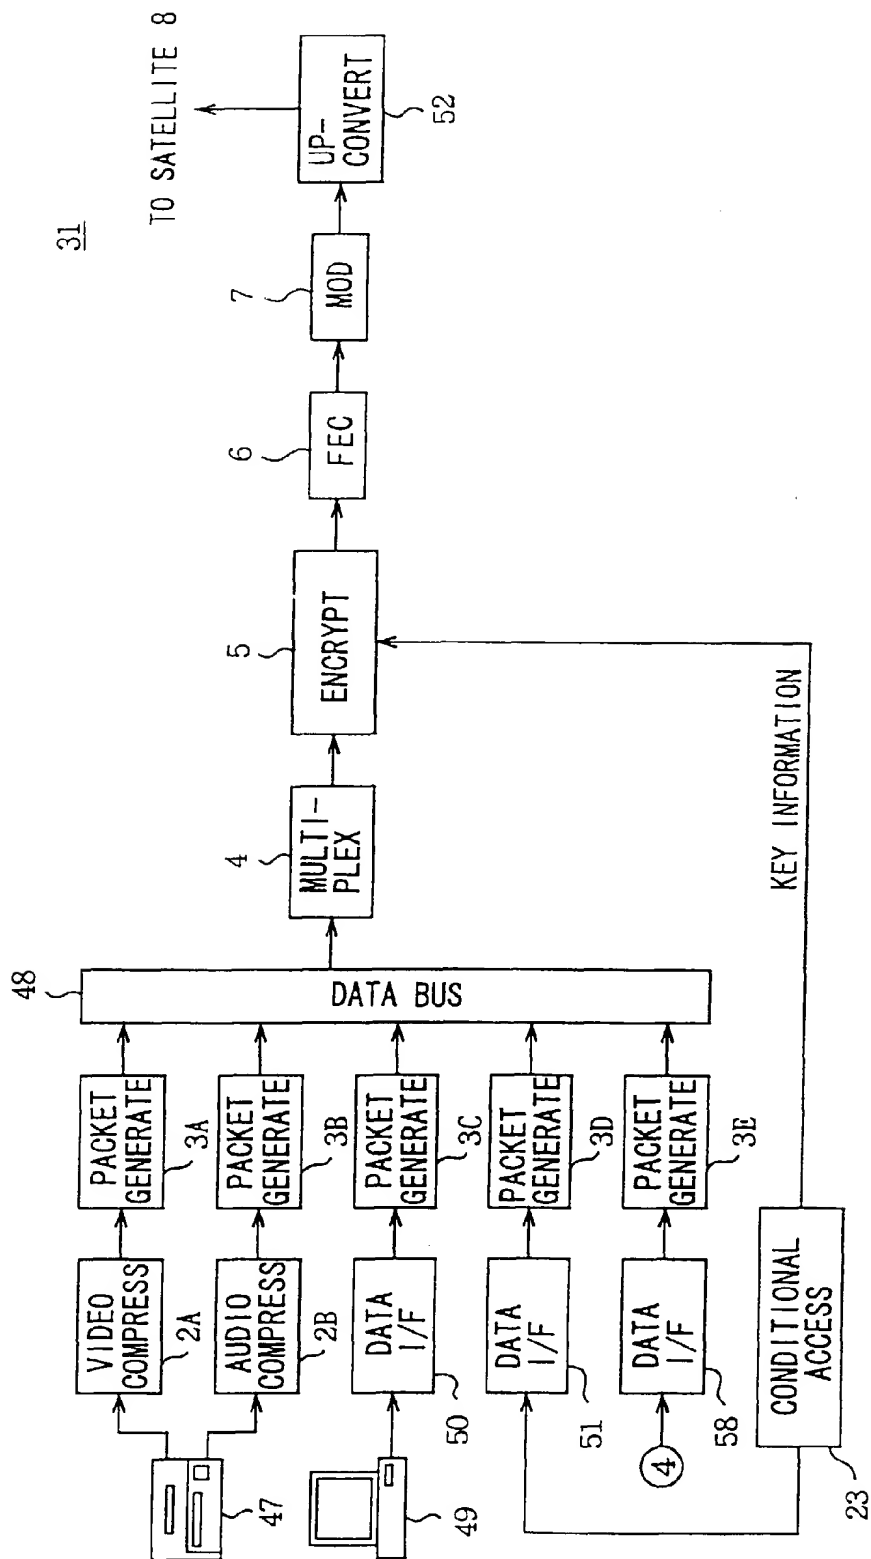 31
TO SATELLITE 8
47
VIDEO
COMPRESS
2A
PACKET
GENERATE
3A
AUDIO
COMPRESS
2B
PACKET
GENERATE
3B
49
DATA
I/F
50
PACKET
GENERATE
3C
DATA
I/F
51
PACKET
GENERATE
3D
4
DATA
I/F
58
PACKET
GENERATE
3E
48
DATA BUS
4
MULTI-
PLEX
5
ENCRYPT
6
FEC
7
MOD
UP-
CONVERT
52
CONDITIONAL
ACCESS
23
KEY INFORMATION